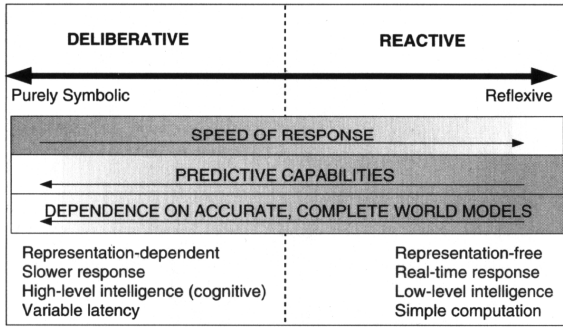 DELIBERATIVE REACTIVE
Purely Symbolic Reflexive
SPEED OF RESPONSE
PREDICTIVE CAPABILITIES
DEPENDENCE ON ACCURATE, COMPLETE WORLD MODELS
Representation-dependent
Slower response
High-level intelligence (cognitive)
Variable latency
Representation-free
Real-time response
Low-level intelligence
Simple computation